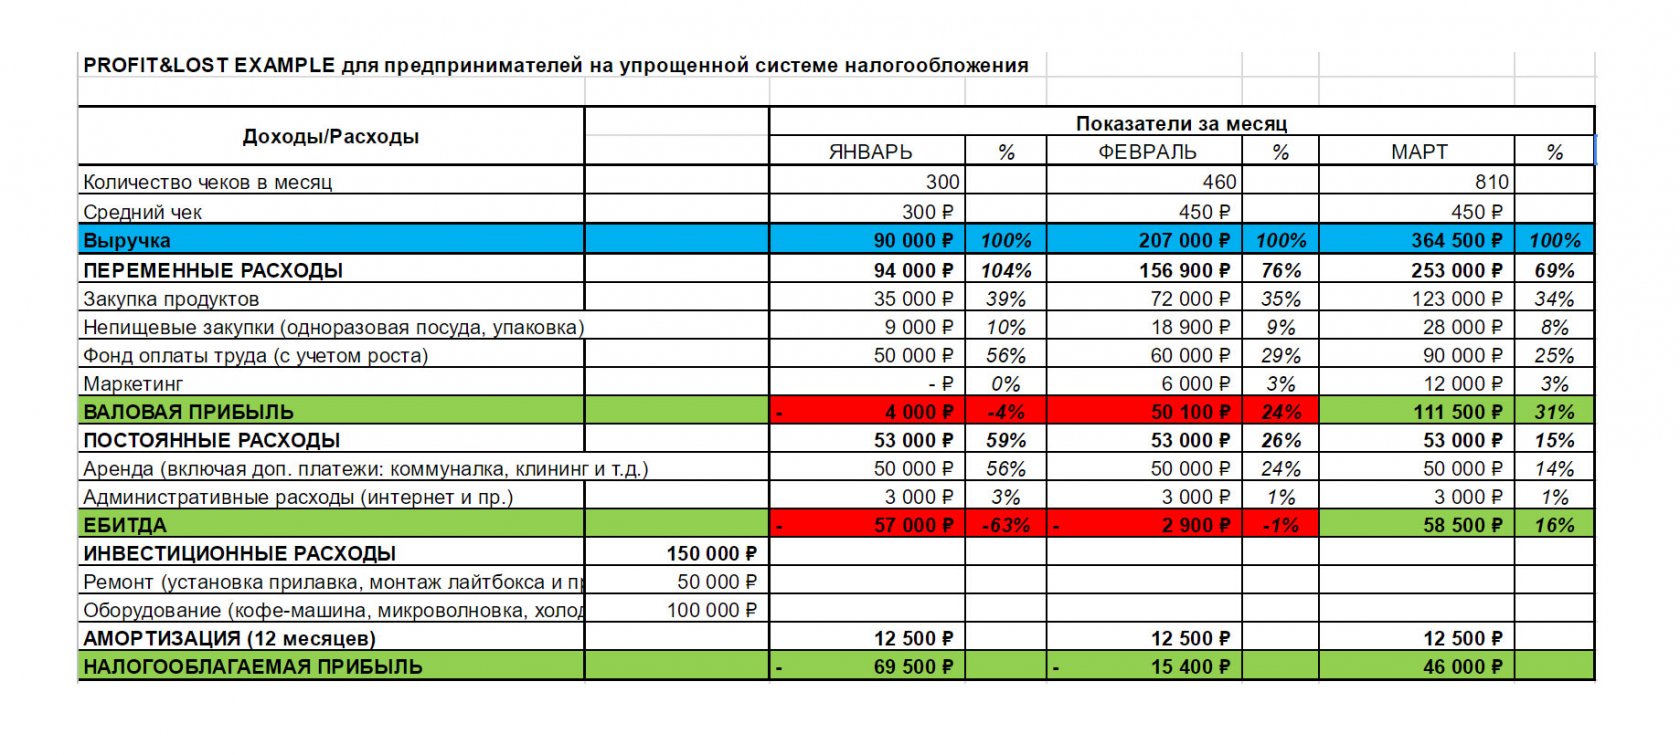 PROFIT&LOST EXAMPLE для предпринимателей на упрощенной системе налогообложения
Доходы/Расходы Показатели за месяц
ЯНВАРЬ % ФЕВРАЛЬ % МАРТ %
Количество чеков в месяц 300 460 810
Средний чек 300 ₽ 450 ₽ 450 ₽
Выручка 90 000 ₽ 100% 207 000 ₽ 100% 364 500 ₽ 100%
ПЕРЕМЕННЫЕ РАСХОДЫ 94 000 ₽ 104% 156 900 ₽ 76% 253 000 ₽ 69%
Закупка продуктов 35 000 ₽ 39% 72 000 ₽ 35% 123 000 ₽ 34%
Непищевые закупки (одноразовая посуда, упаковка) 9 000 ₽ 10% 18 900 ₽ 9% 28 000 ₽ 8%
Фонд оплаты труда (с учетом роста) 50 000 ₽ 56% 60 000 ₽ 29% 90 000 ₽ 25%
Маркетинг - ₽ 0% 6 000 ₽ 3% 12 000 ₽ 3%
ВАЛОВАЯ ПРИБЫЛЬ - 4 000 ₽ -4% 50 100 ₽ 24% 111 500 ₽ 31%
ПОСТОЯННЫЕ РАСХОДЫ 53 000 ₽ 59% 53 000 ₽ 26% 53 000 ₽ 15%
Аренда (включая доп. платежи: коммуналка, клининг и т.д.) 50 000 ₽ 56% 50 000 ₽ 24% 50 000 ₽ 14%
Административные расходы (интернет и пр.) 3 000 ₽ 3% 3 000 ₽ 1% 3 000 ₽ 1%
ЕБИТДА - 57 000 ₽ -63% - 2 900 ₽ -1% 58 500 ₽ 16%
ИНВЕСТИЦИОННЫЕ РАСХОДЫ 150 000 ₽
Ремонт (установка прилавка, монтаж лайтбокса и п 50 000 ₽
Оборудование (кофе-машина, микроволновка, холод 100 000 ₽
АМОРТИЗАЦИЯ (12 месяцев) 12 500 ₽ 12 500 ₽ 12 500 ₽
НАЛОГООБЛАГАЕМАЯ ПРИБЫЛЬ - 69 500 ₽ - 15 400 ₽ 46 000 ₽